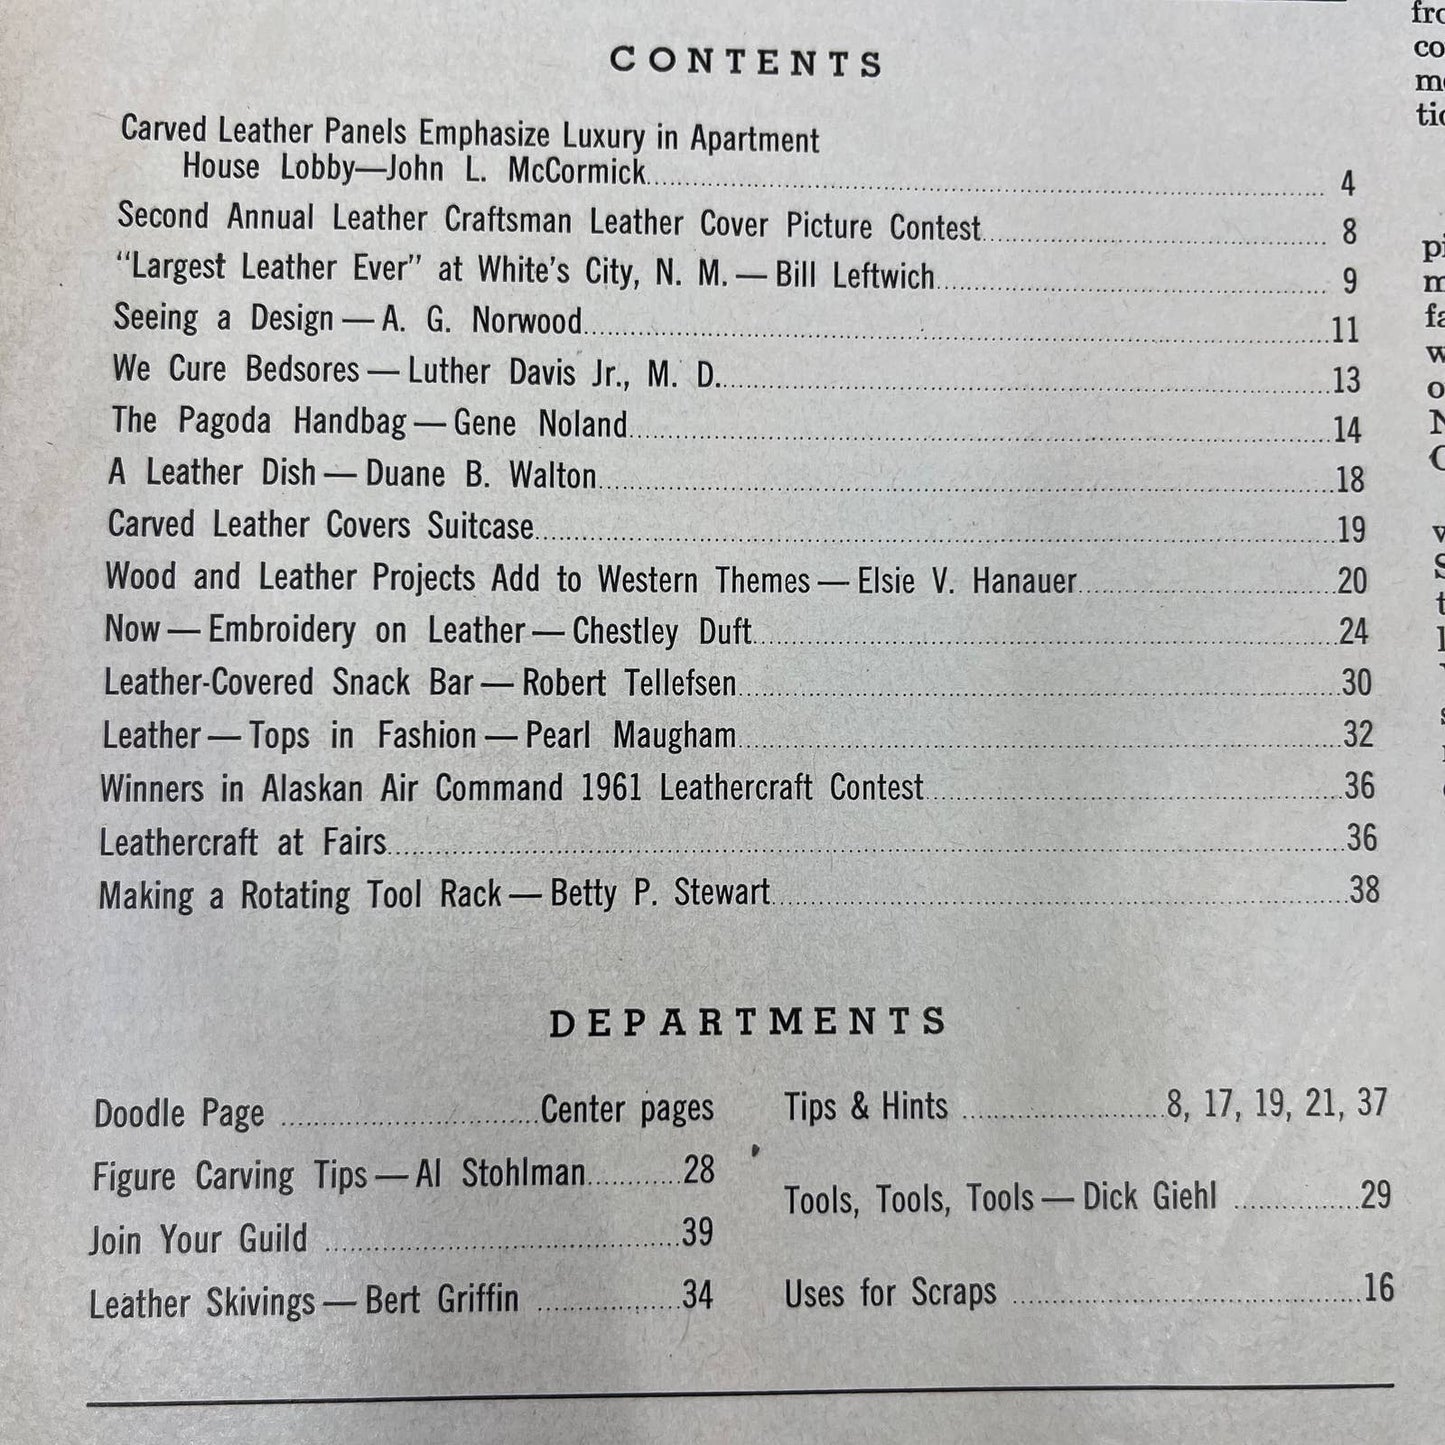 CONTENTS
Carved Leather Panels Emphasize Luxury in Apartment
House Lobby—John L. McCormick 4
Second Annual Leather Craftsman Leather Cover Picture Contest 8
"Largest Leather Ever" at White's City, N. M. — Bill Leftwich 9
Seeing a Design — A. G. Norwood 11
We Cure Bedsores — Luther Davis Jr., M. D. 13
The Pagoda Handbag — Gene Noland 14
A Leather Dish — Duane B. Walton 18
Carved Leather Covers Suitcase 19
Wood and Leather Projects Add to Western Themes — Elsie V. Hanauer 20
Now — Embroidery on Leather — Chestley Duft 24
Leather-Covered Snack Bar — Robert Tellefsen 30
Leather — Tops in Fashion — Pearl Maugham 32
Winners in Alaskan Air Command 1961 Leathercraft Contest 36
Leathercraft at Fairs 36
Making a Rotating Tool Rack — Betty P. Stewart 38
DEPARTMENTS
Doodle Page Center pages
Figure Carving Tips — Al Stohlman 28
Join Your Guild 39
Leather Skivings — Bert Griffin 34
Tips & Hints 8, 17, 19, 21, 37
Tools, Tools, Tools — Dick Giehl 29
Uses for Scraps 16